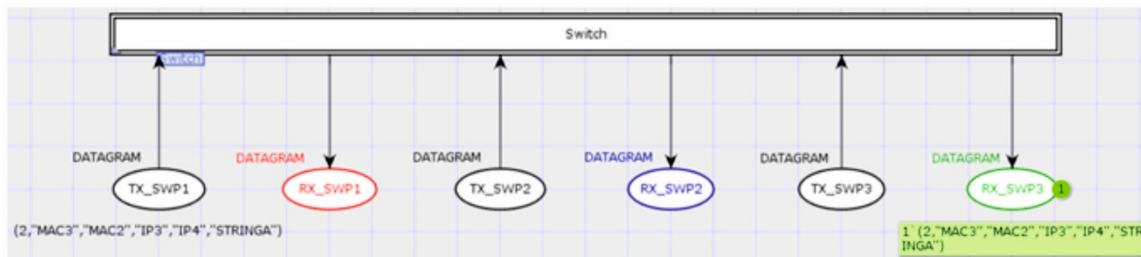 Switch
Switch
DATAGRAM DATAGRAM DATAGRAM DATAGRAM DATAGRAM DATAGRAM
TX_SWP1 RX_SWP1 TX_SWP2 RX_SWP2 TX_SWP3 RX_SWP3 1
(2,"MAC3","MAC2","IP3","IP4","STRINGA") 1`(2,"MAC3","MAC2","IP3","IP4","STR
INGA")